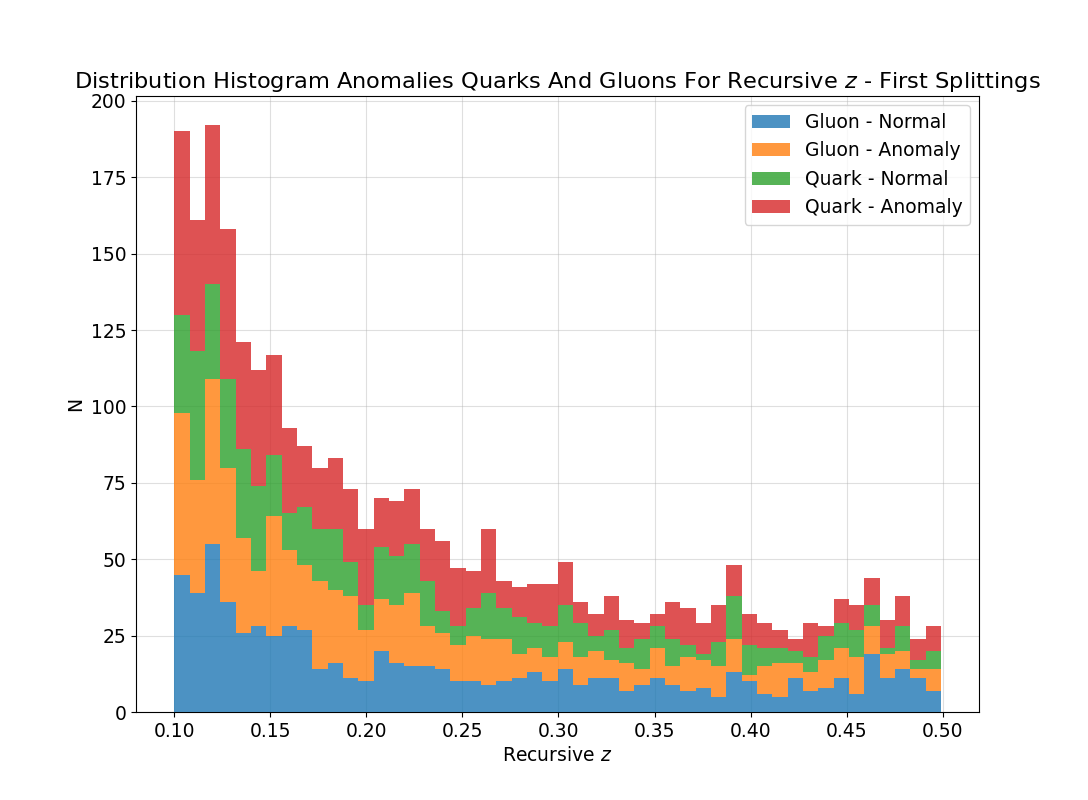 Distribution Histogram Anomalies Quarks And Gluons For Recursive z - First Splittings
Gluon - Normal
Gluon - Anomaly
Quark - Normal
Quark - Anomaly
N
200
175
150
125
100
75
50
25
0
0.10 0.15 0.20 0.25 0.30 0.35 0.40 0.45 0.50
Recursive z